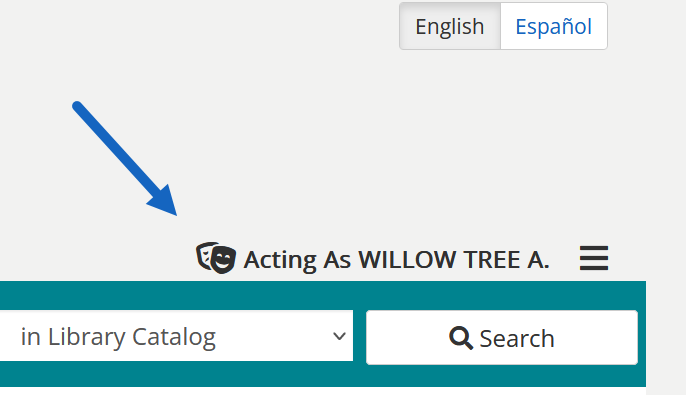 English Español
Acting As WILLOW TREE A.
in Library Catalog Search